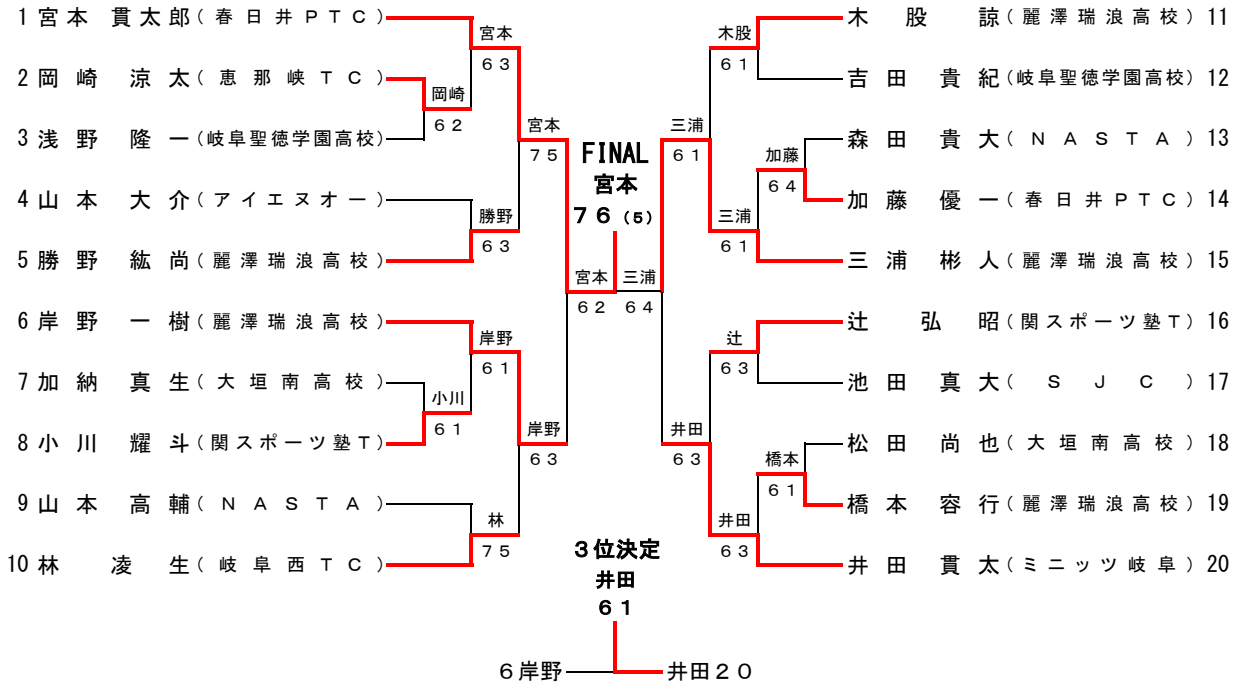 1 宮本貫太郎(春日井PTC)
2 岡崎涼太(恵那峡TC)
3 浅野隆一(岐阜聖徳学園高校)
4 山本大介(アイエヌオー)
5 勝野紘尚(麗澤瑞浪高校)
6 岸野一樹(麗澤瑞浪高校)
7 加納真生(大垣南高校)
8 小川耀斗(関スポーツ塾T)
9 山本高輔(NASTA)
10 林凌生(岐阜西TC)
宮本
63
岡崎
62
勝野
63
岸野
61
小川
61
林
75
宮本
75
岸野
63
宮本
62
FINAL
宮本
76(5)
三浦
64
三浦
61
井田
63
木股
61
加藤
64
三浦
61
辻
63
橋本
61
井田
63
木股諒(麗澤瑞浪高校) 11
吉田貴紀(岐阜聖徳学園高校) 12
森田貴大(NASTA) 13
加藤優一(春日井PTC) 14
三浦彬人(麗澤瑞浪高校) 15
辻弘昭(関スポーツ塾T) 16
池田真大(SJC) 17
松田尚也(大垣南高校) 18
橋本容行(麗澤瑞浪高校) 19
井田貫太(ミニッツ岐阜) 20
3位決定
井田
61
6岸野
井田20